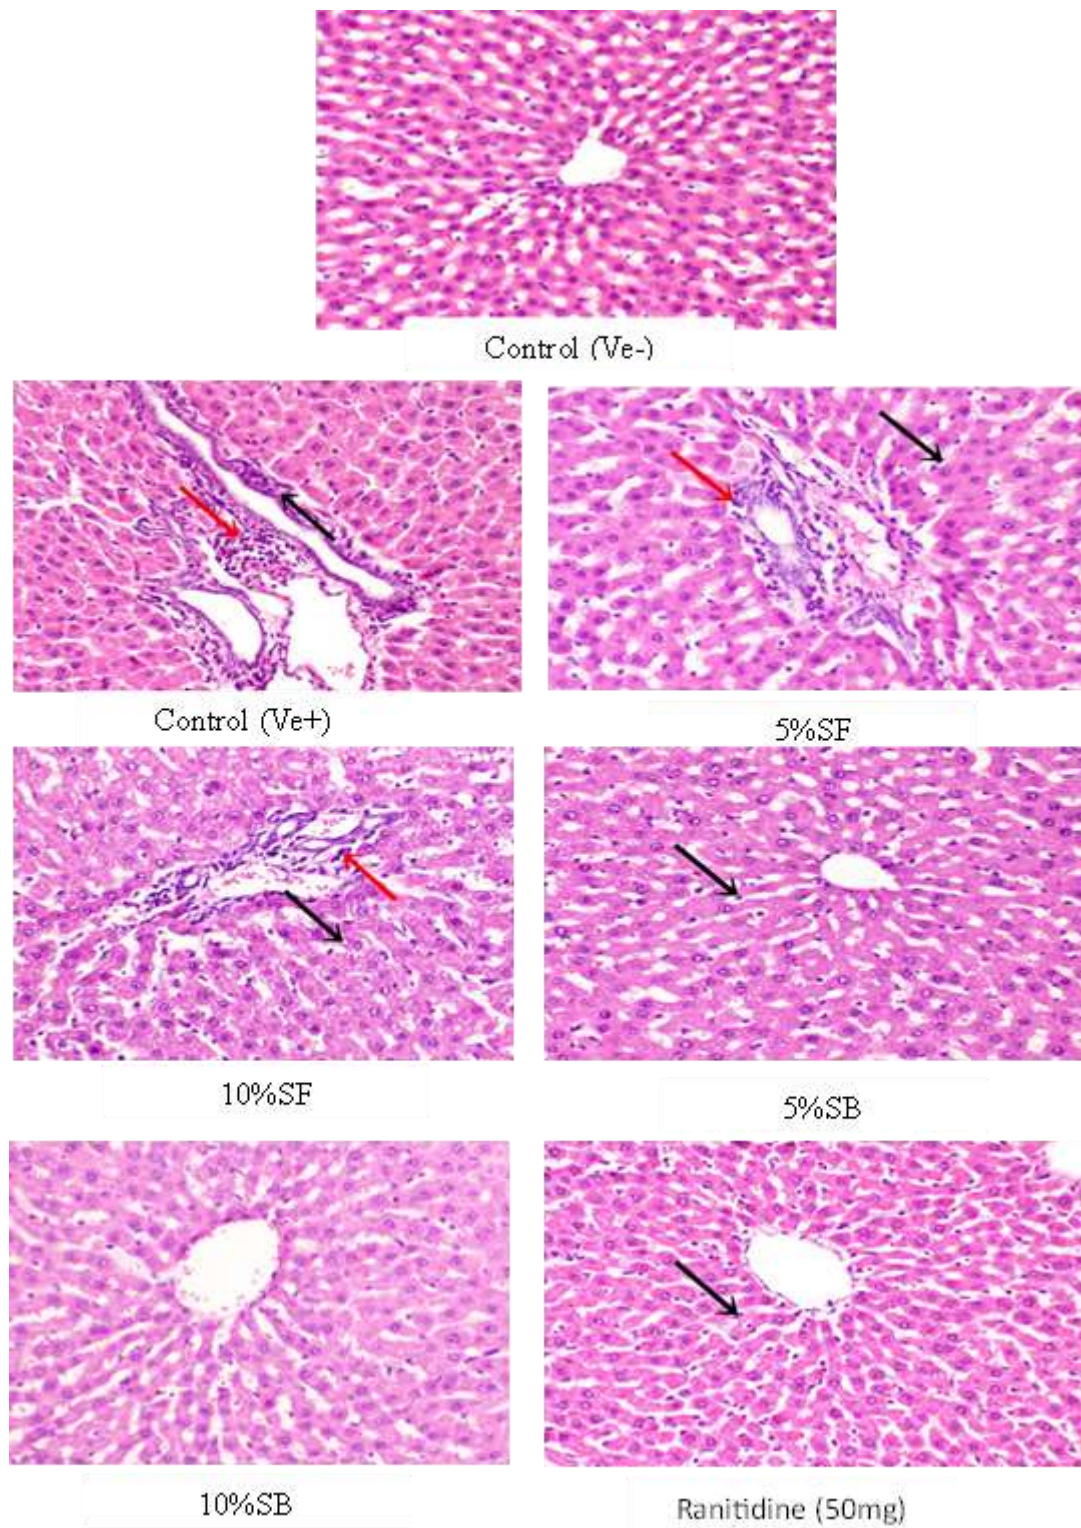 Control (Ve-)
Control (Ve+)
5%SF
10%SF
5%SB
10%SB
Ranitidine (50mg)